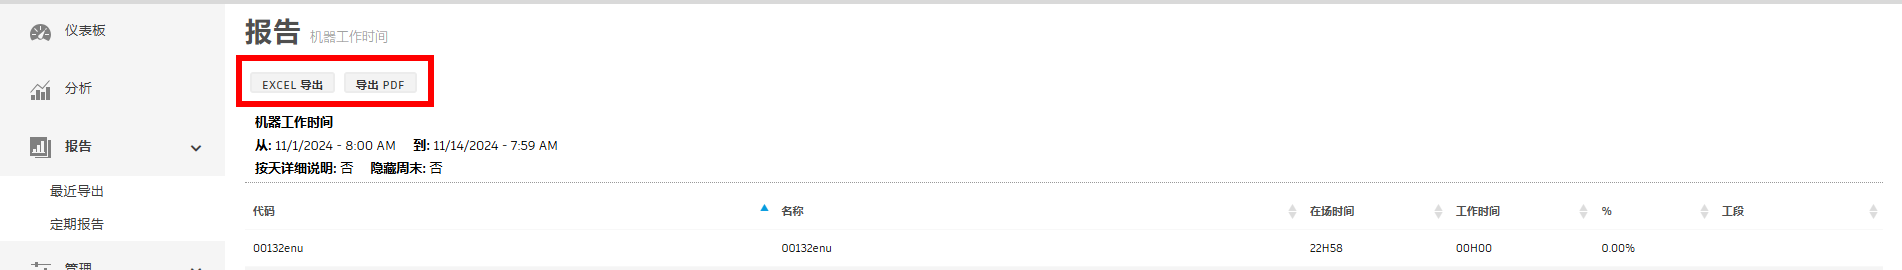 仪表板
分析
报告
最近导出
定期报告
管理
报告 机器工作时间
EXCEL 导出 导出 PDF
机器工作时间
从: 11/1/2024 - 8:00 AM 到: 11/14/2024 - 7:59 AM
按天详细说明: 否 隐藏周末: 否
代码 名称 在场时间 工作时间 % 工段
00132enu 00132enu 22H58 00H00 0.00%